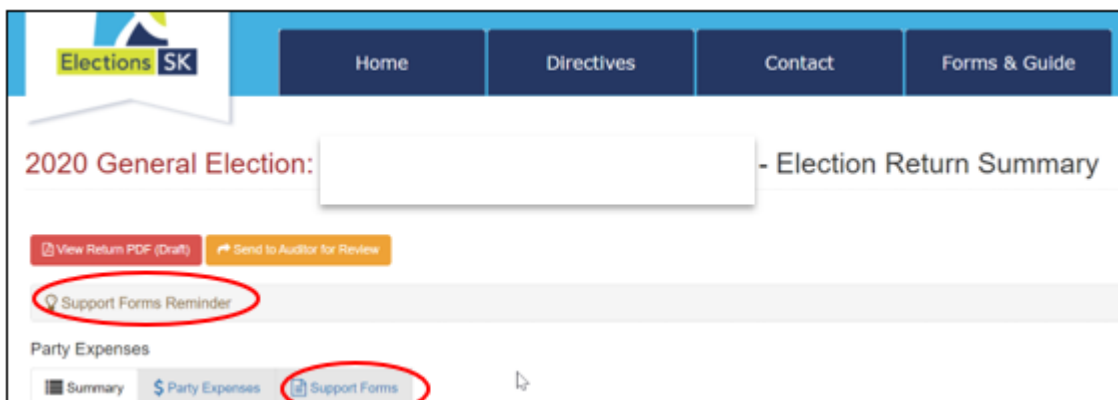 Elections SK
Home Directives Contact Forms & Guide
2020 General Election: - Election Return Summary
View Return PDF (Draft) Send to Auditor for Review
Support Forms Reminder
Party Expenses
Summary $ Party Expenses Support Forms